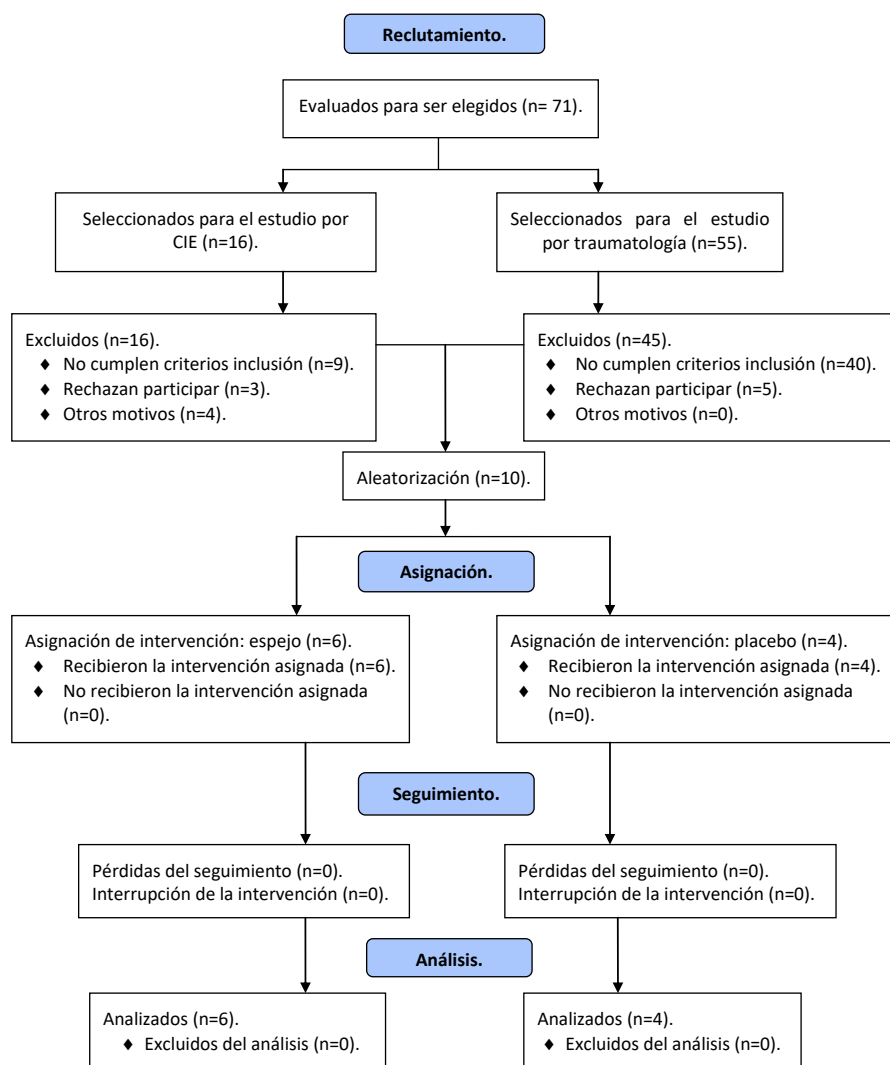 Reclutamiento.
Evaluados para ser elegidos (n= 71).
Seleccionados para el estudio por
CIE (n=16).
Seleccionados para el estudio
por traumatología (n=55).
Excluidos (n=16).
♦ No cumplen criterios inclusión (n=9).
♦ Rechazan participar (n=3).
♦ Otros motivos (n=4).
Excluidos (n=45).
♦ No cumplen criterios inclusión (n=40).
♦ Rechazan participar (n=5).
♦ Otros motivos (n=0).
Aleatorización (n=10).
Asignación.
Asignación de intervención: espejo (n=6).
♦ Recibieron la intervención asignada (n=6).
♦ No recibieron la intervención asignada
(n=0).
Asignación de intervención: placebo (n=4).
♦ Recibieron la intervención asignada (n=4).
♦ No recibieron la intervención asignada
(n=0).
Seguimiento.
Pérdidas del seguimiento (n=0).
Interrupción de la intervención (n=0).
Pérdidas del seguimiento (n=0).
Interrupción de la intervención (n=0).
Análisis.
Analizados (n=6).
♦ Excluidos del análisis (n=0).
Analizados (n=4).
♦ Excluidos del análisis (n=0).